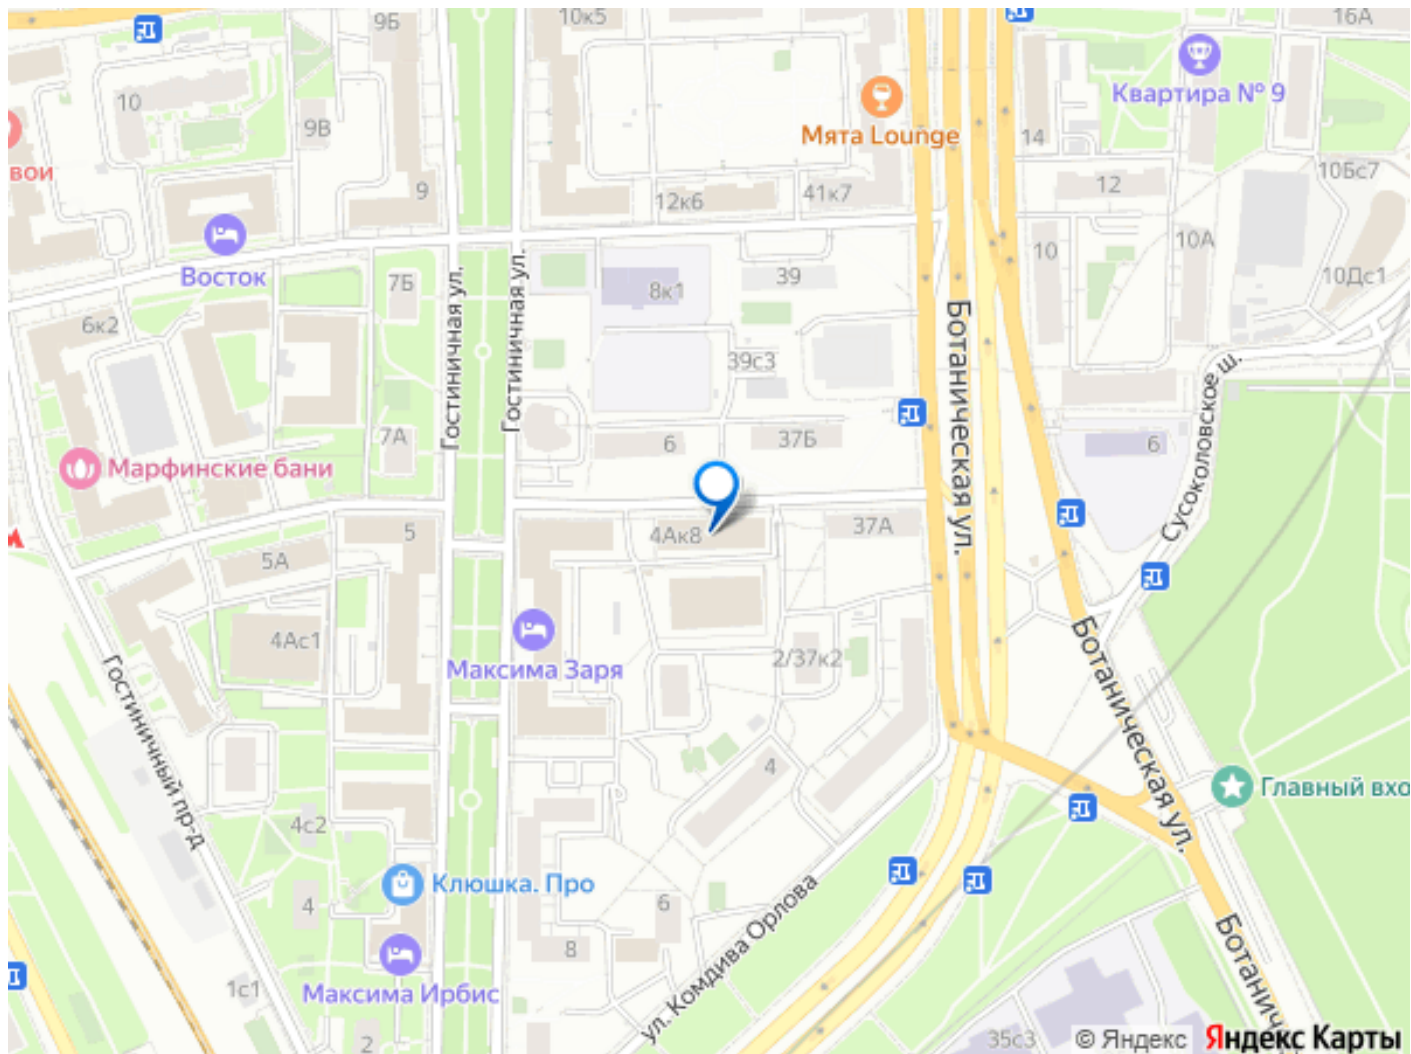 9Б
10к5
16А
10
9В
Квартира № 9
Мята Lounge
14
вои
9
12к6
41к7
12
10Бс7
Восток
7Б
8к1
39
10
10А
10Дс1
6к2
Гостиничная ул.
Гостиничная ул.
Ботаническая ул.
39с3
Сусоколовское ш.
7А
6
37Б
6
Марфинские бани
5
4Ак8
37А
5А
4Ас1
Максима Заря
2/37к2
Ботаническая ул.
Гостиничный пр-д
4
Главный вхо
4с2
Клюшка. Про
4
6
8
ул. Комдива Орлова
Ботанич
Максима Ирбис
1с1
2
35с3
© Яндекс
Яндекс Карты